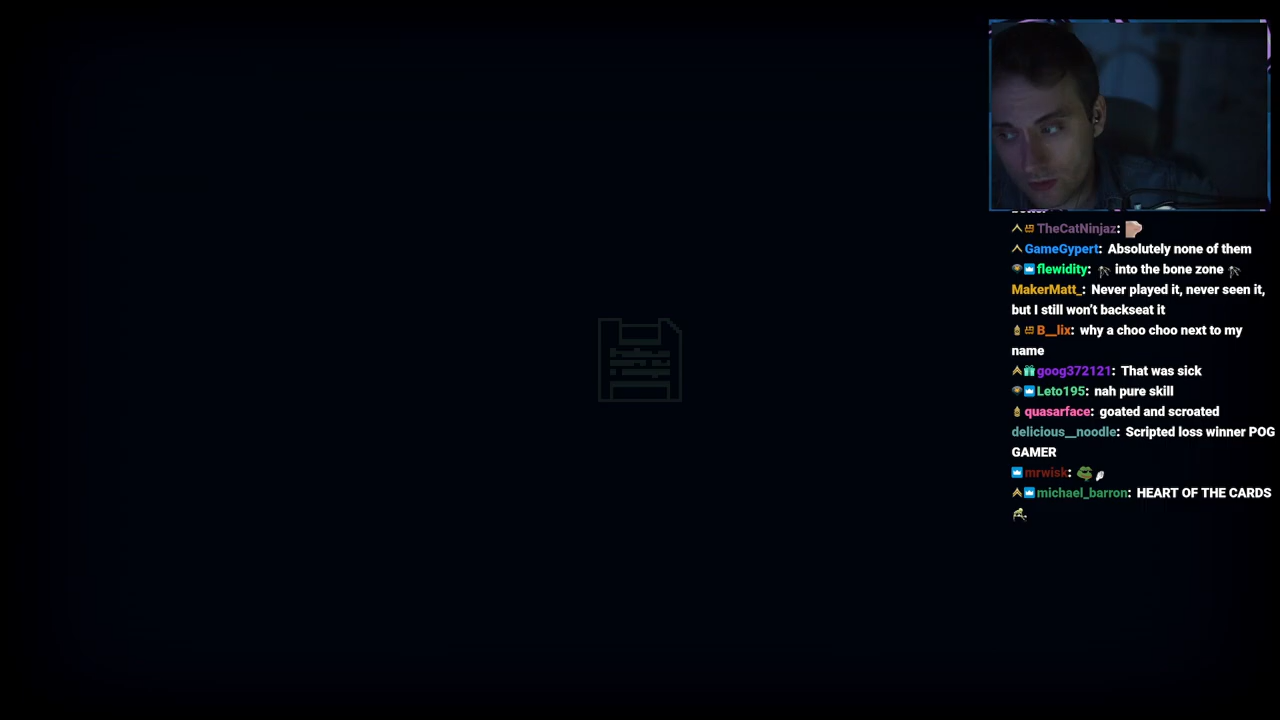 TheCatNinjaz:
GameGypert: Absolutely none of them
flewidity: into the bone zone
MakerMatt_: Never played it, never seen it,
but I still won't backseat it
B__lix: why a choo choo next to my
name
goog372121: That was sick
Leto195: nah pure skill
quasarface: goated and scroated
delicious__noodle: Scripted loss winner POG
GAMER
mrwisk:
michael_barron: HEART OF THE CARDS